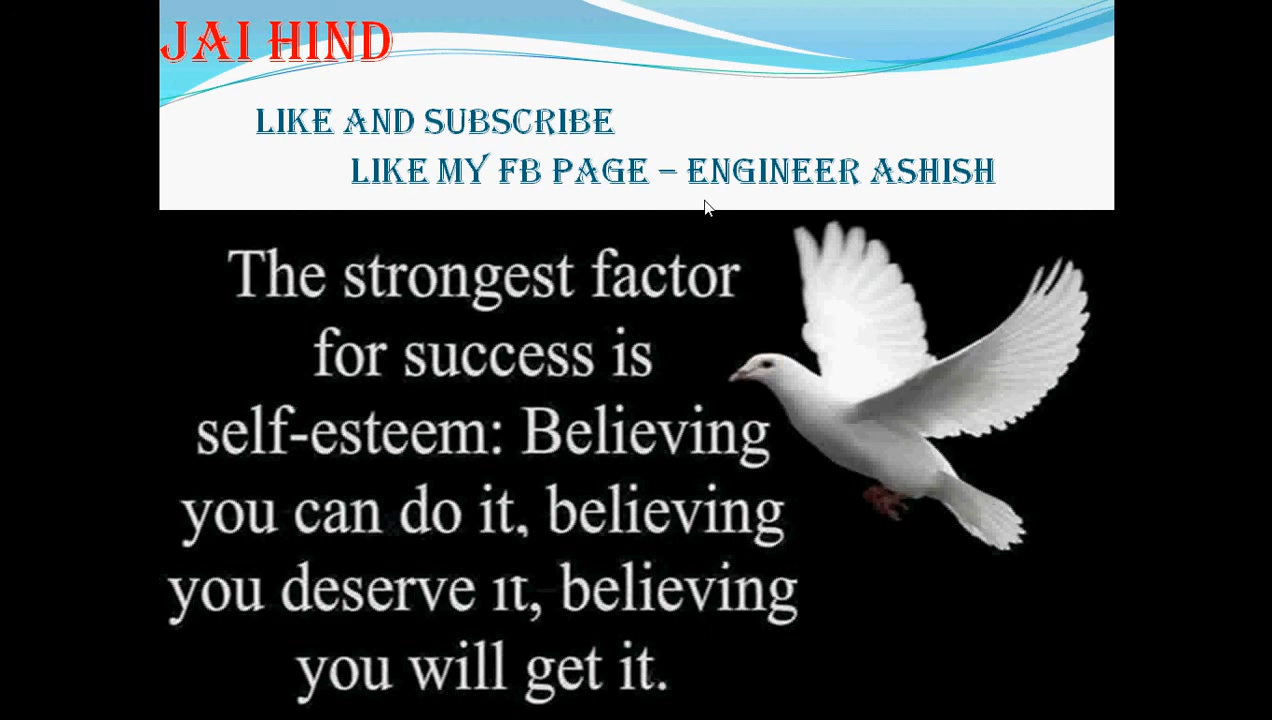 JAI HIND
LIKE AND SUBSCRIBE
LIKE MY FB PAGE – ENGINEER ASHISH
The strongest factor
for success is
self-esteem: Believing
you can do it, believing
you deserve it, believing
you will get it.